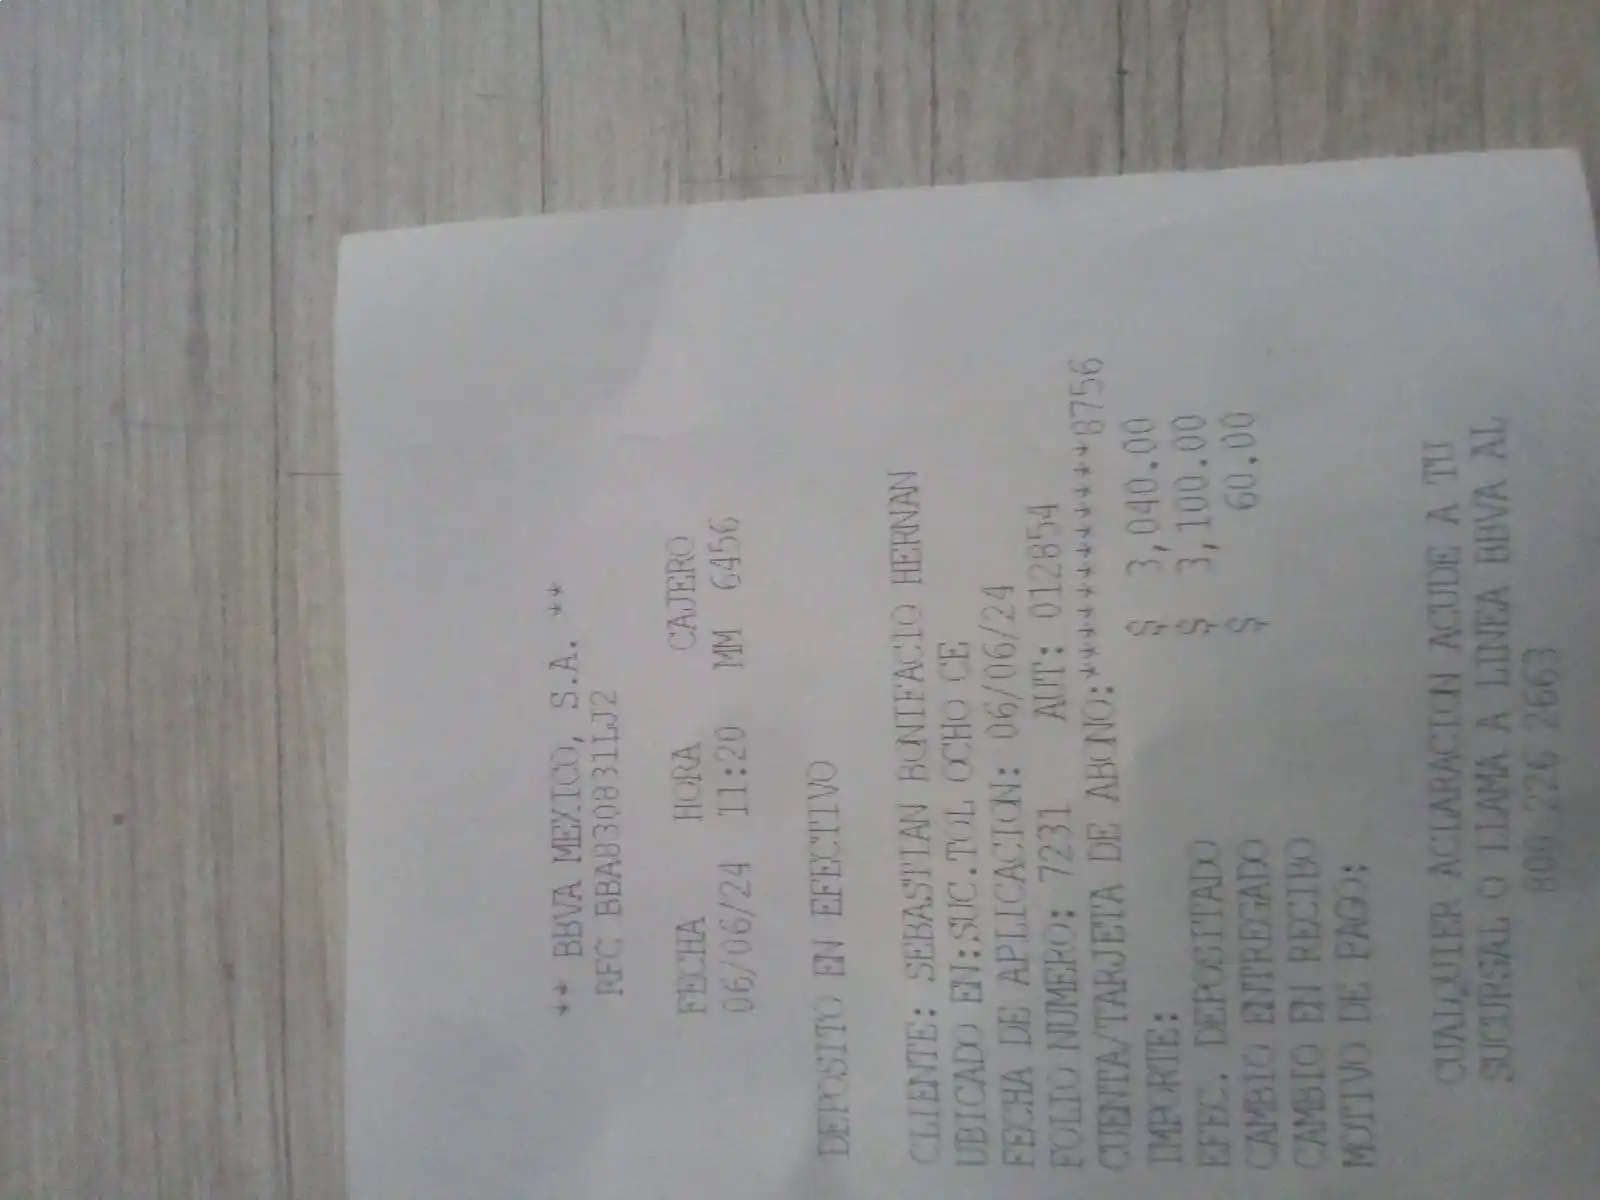 ** BBVA MEXICO, S.A. **
RFC BBA830831LJ2
FECHA HORA CAJERO
06/06/24 11:20 MM 6456
DEPOSITO EN EFECTIVO
CLIENTE: SEBASTIAN BONIFACIO HERNAN
UBICADO EN:SUC.TOL OCHO CE
FECHA DE APLICACION: 06/06/24
FOLIO NUMERO: 7231 AUT: 012854
CUENTA/TARJETA DE ABONO:************8756
IMPORTE: $ 3,040.00
EFEC. DEPOSITADO $ 3,100.00
CAMBIO ENTREGADO $ 60.00
CAMBIO EN RECIBO
MOTIVO DE PAGO:
CUALQUIER ACLARACION ACUDE A TU
SUCURSAL O LLAMA A LINEA BBVA AL
800 226 2663